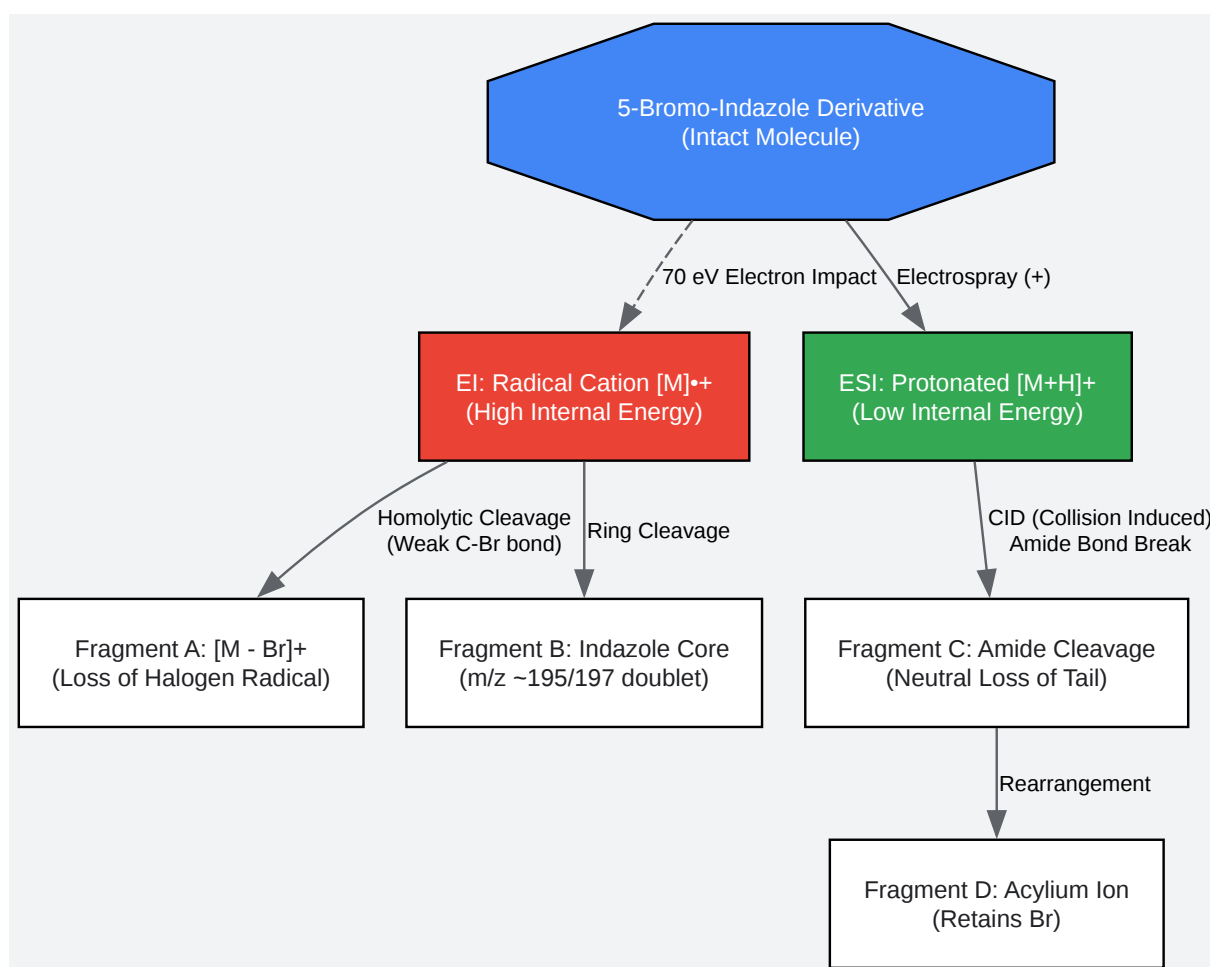 5-Bromo-Indazole Derivative
(Intact Molecule)
70 eV Electron Impact
Electrospray (+)
EI: Radical Cation [M]•+
(High Internal Energy)
ESI: Protonated [M+H]+
(Low Internal Energy)
Homolytic Cleavage
(Weak C-Br bond)
Ring Cleavage
CID (Collision Induced)
Amide Bond Break
Fragment A: [M - Br]+
(Loss of Halogen Radical)
Fragment B: Indazole Core
(m/z ~195/197 doublet)
Fragment C: Amide Cleavage
(Neutral Loss of Tail)
Rearrangement
Fragment D: Acylium Ion
(Retains Br)